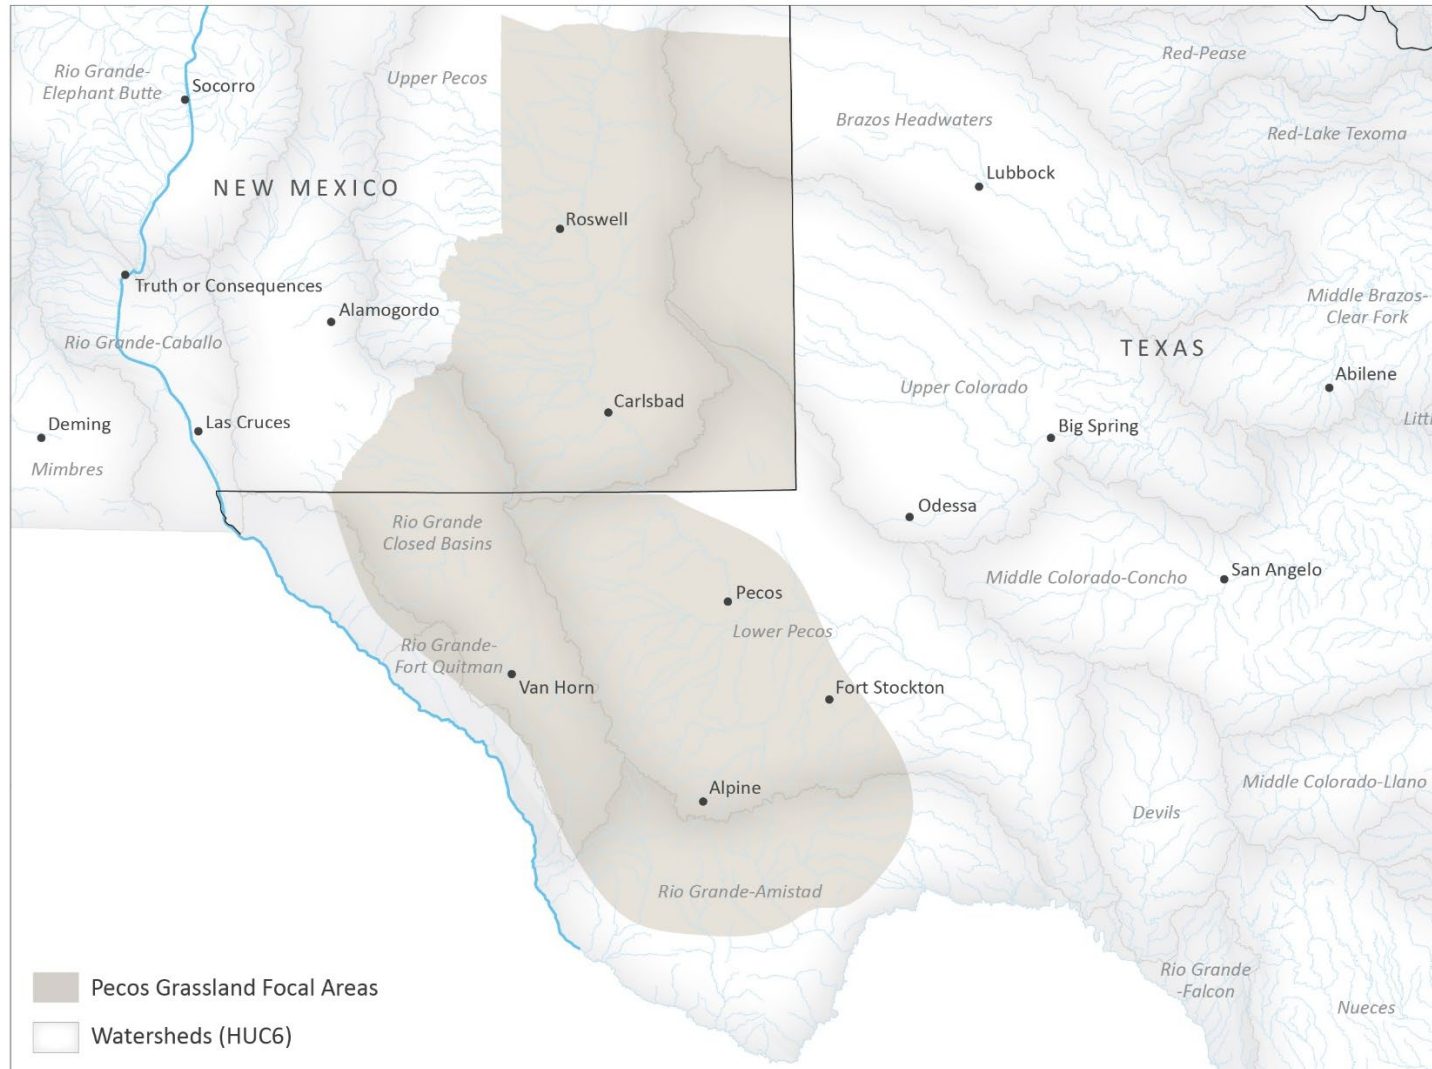 Rio Grande-
Elephant Butte
Socorro
Upper Pecos
Red-Pease
Brazos Headwaters
Red-Lake Texoma
Lubbock
NEW MEXICO
Roswell
Truth or Consequences
Alamogordo
Middle Brazos-
Clear Fork
Rio Grande-Caballo
TEXAS
Abilene
Upper Colorado
Carlsbad
Deming
Las Cruces
Big Spring
Littl
Mimbres
Odessa
Rio Grande
Closed Basins
Middle Colorado-Concho
San Angelo
Pecos
Lower Pecos
Rio Grande-
Fort Quitman
Van Horn
Fort Stockton
Alpine
Middle Colorado-Llano
Devils
Rio Grande-Amistad
Rio Grande
-Falcon
Nueces
Pecos Grassland Focal Areas
Watersheds (HUC6)